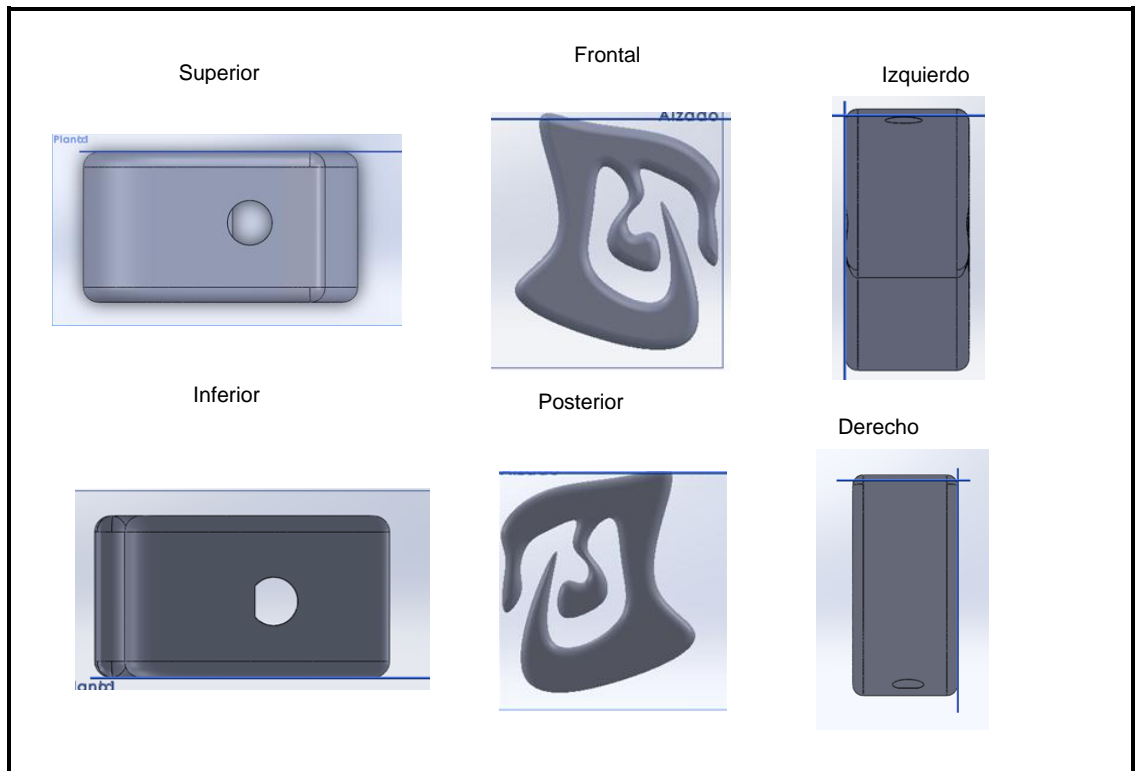 Superior
Frontal
Izquierdo
Planta
Alzado
Inferior
Posterior
Derecho